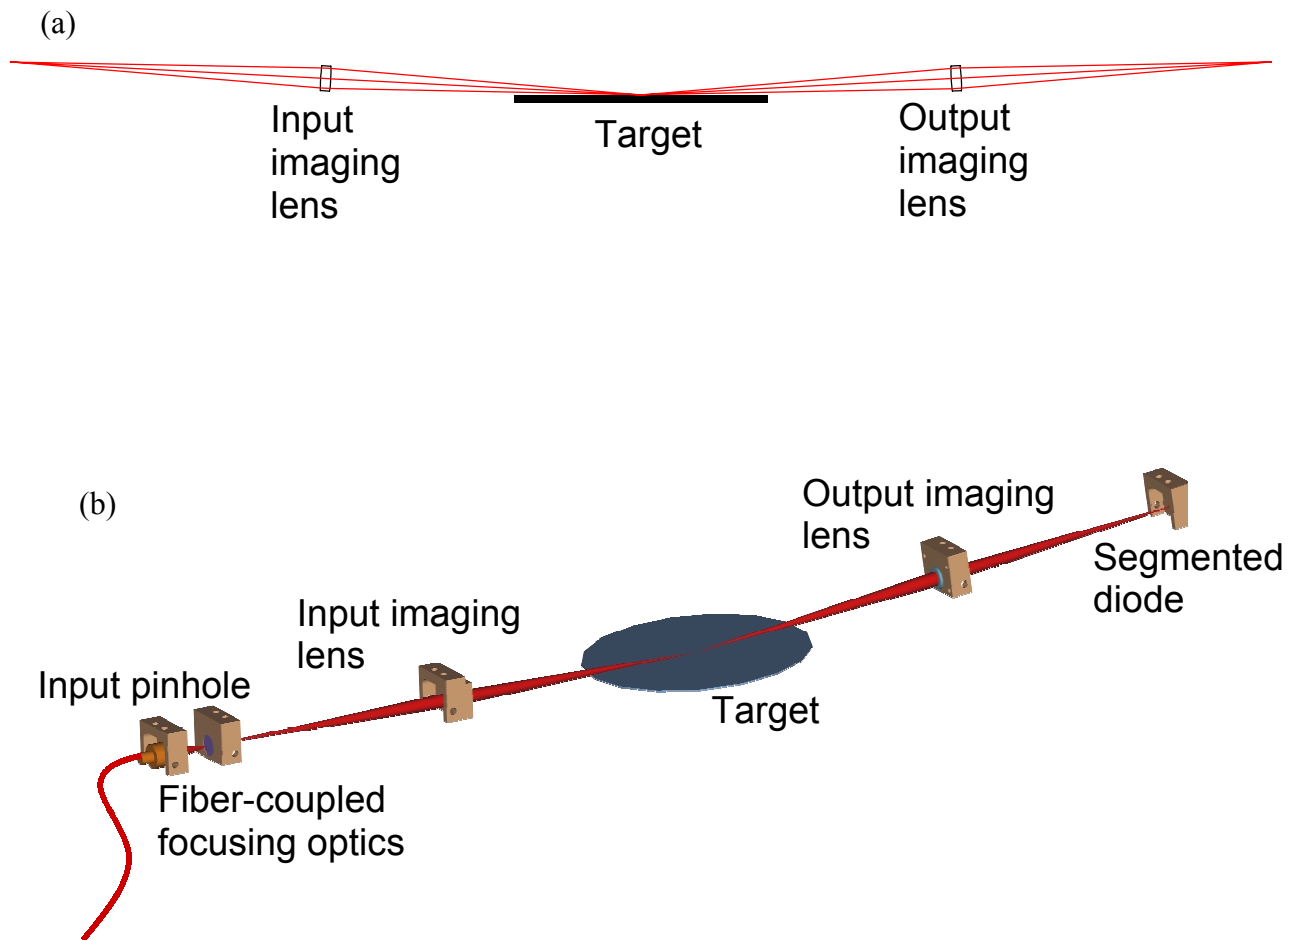 (a)
Input
imaging
lens
Target
Output
imaging
lens
(b)
Output imaging
lens
Segmented
diode
Input imaging
lens
Input pinhole
Target
Fiber-coupled
focusing optics